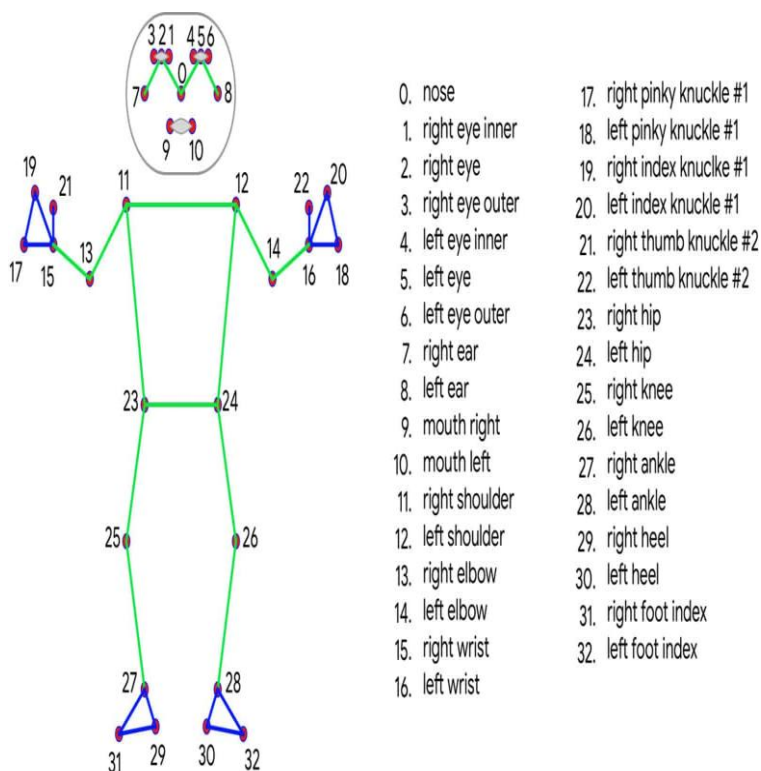 3 2 1 4 5 6
0
7 8
9 10
19 20
21 11 12 22
13 14
17 15 16 18
23 24
25 26
27 28
31 29 30 32
0. nose
1. right eye inner
2. right eye
3. right eye outer
4. left eye inner
5. left eye
6. left eye outer
7. right ear
8. left ear
9. mouth right
10. mouth left
11. right shoulder
12. left shoulder
13. right elbow
14. left elbow
15. right wrist
16. left wrist
17. right pinky knuckle #1
18. left pinky knuckle #1
19. right index knuclke #1
20. left index knuckle #1
21. right thumb knuckle #2
22. left thumb knuckle #2
23. right hip
24. left hip
25. right knee
26. left knee
27. right ankle
28. left ankle
29. right heel
30. left heel
31. right foot index
32. left foot index